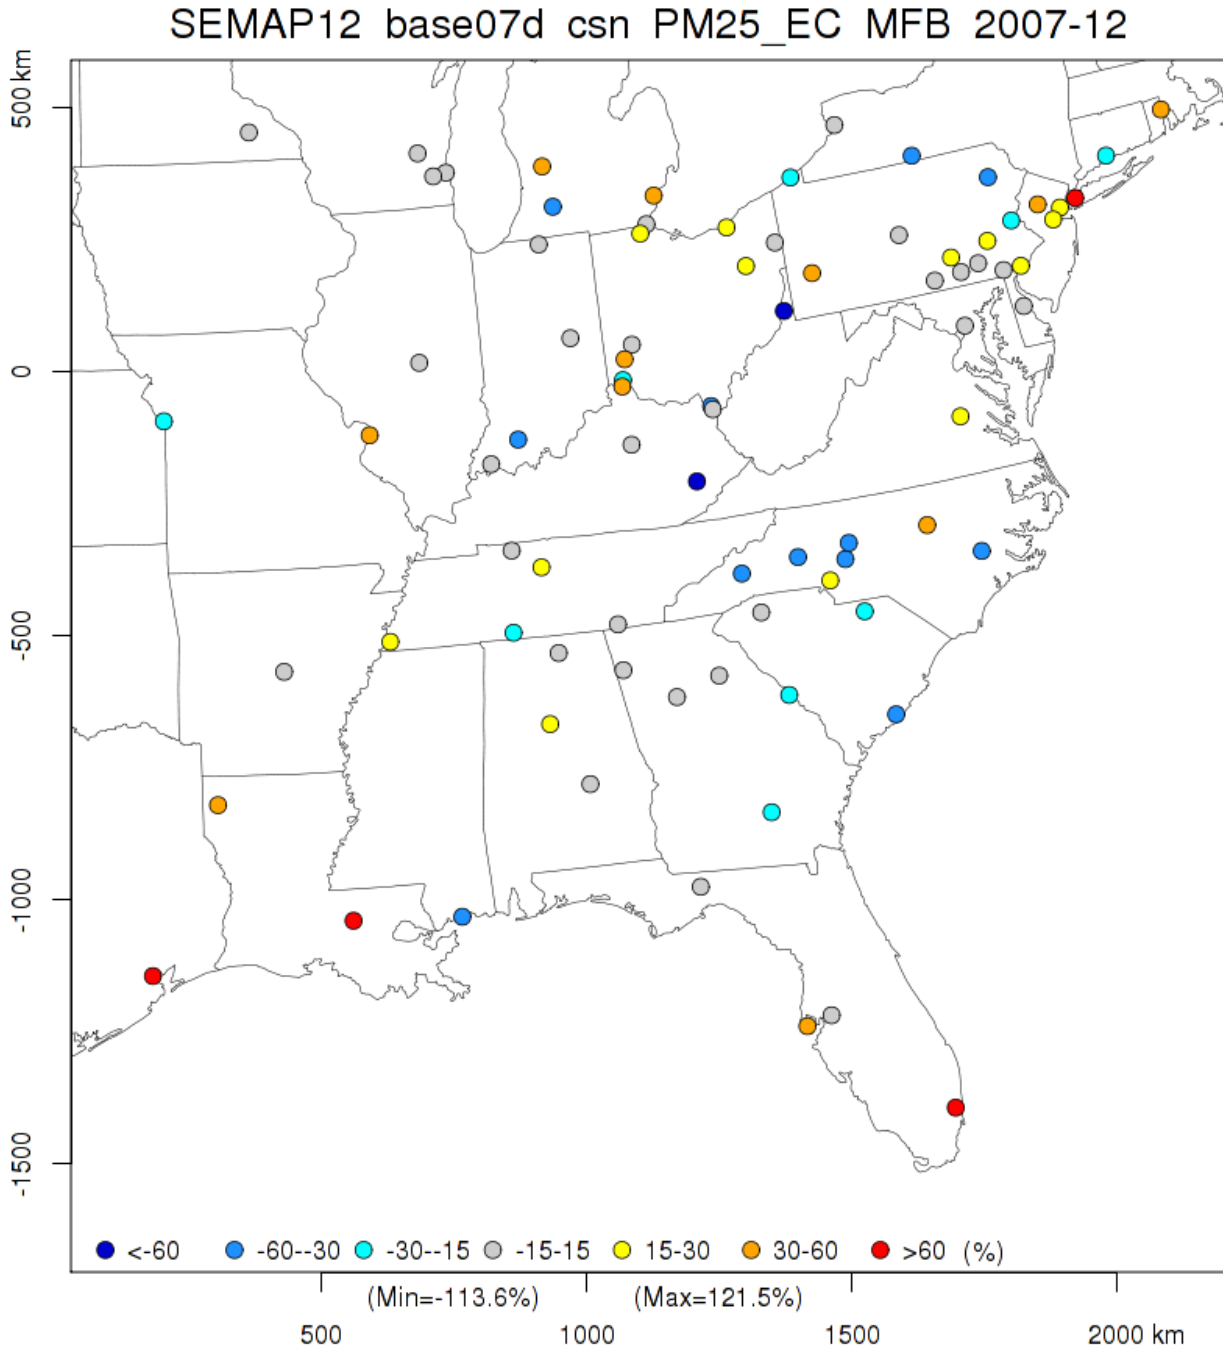 SEMAP12 base07d csn PM25_EC MFB 2007-12
500 km
0
-500
-1000
-1500
<-60 -60--30 -30--15 -15-15 15-30 30-60 >60 (%)
(Min=-113.6%) (Max=121.5%)
500 1000 1500 2000 km